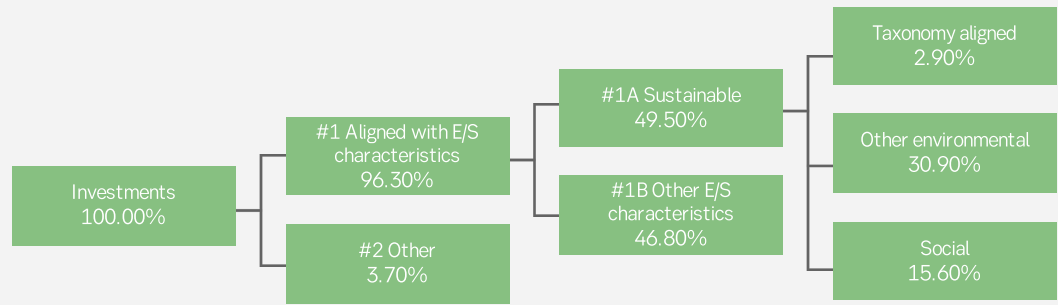 Investments
100.00%
#1 Aligned with E/S
characteristics
96.30%
#2 Other
3.70%
#1A Sustainable
49.50%
#1B Other E/S
characteristics
46.80%
Taxonomy aligned
2.90%
Other environmental
30.90%
Social
15.60%